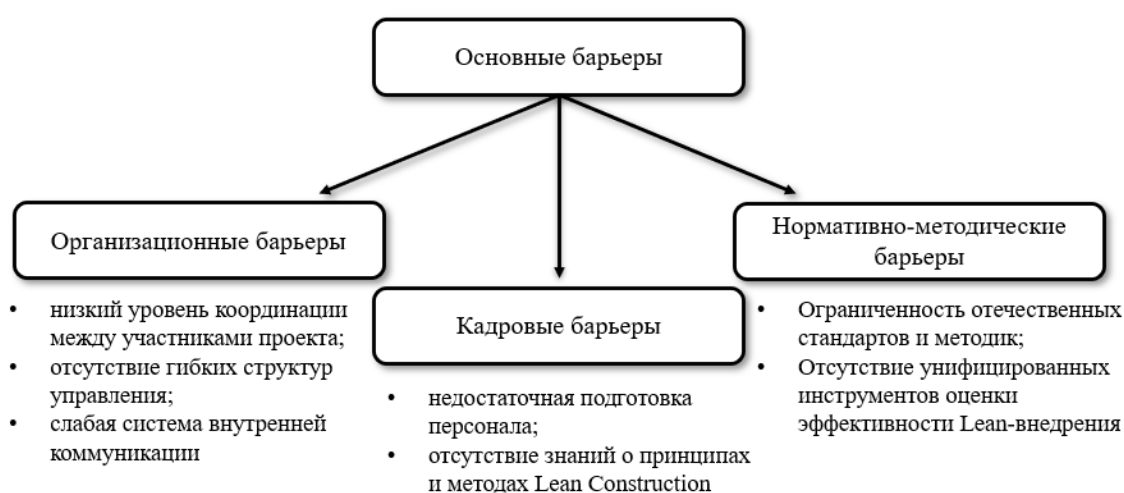 Основные барьеры
Организационные барьеры
• низкий уровень координации
между участниками проекта;
• отсутствие гибких структур
управления;
• слабая система внутренней
коммуникации
Кадровые барьеры
• недостаточная подготовка
персонала;
• отсутствие знаний о принципах
и методах Lean Construction
Нормативно-методические
барьеры
• Ограниченность отечественных
стандартов и методик;
• Отсутствие унифицированных
инструментов оценки
эффективности Lean-внедрения